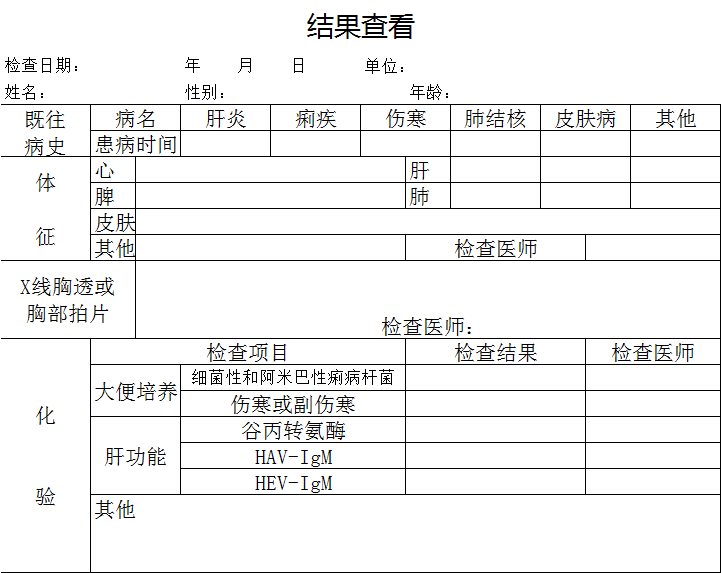 结果查看
检查日期： 年 月 日 单位：
姓名： 性别： 年龄：
既往病史 病名 肝炎 痢疾 伤寒 肺结核 皮肤病 其他
患病时间
体征 心 肝
脾 肺
皮肤
其他 检查医师
X线胸透或
胸部拍片
检查医师：
化验 检查项目 检查结果 检查医师
大便培养 细菌性和阿米巴性痢病杆菌
伤寒或副伤寒
肝功能 谷丙转氨酶
HAV-IgM
HEV-IgM
其他